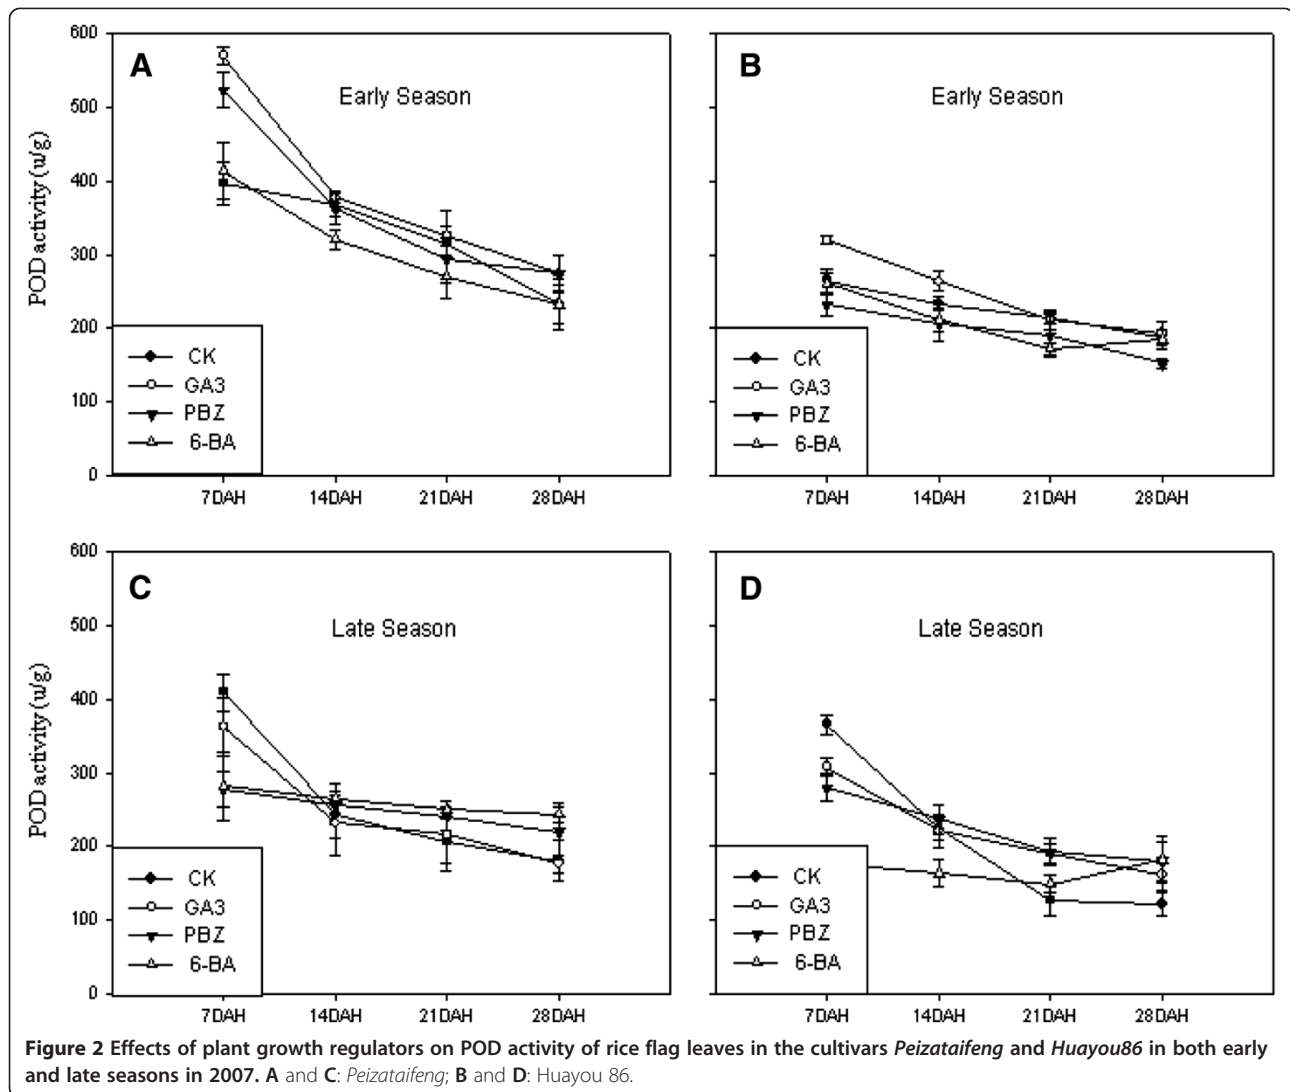 600
500
400
300
200
100
0
POD activity (u/g)
A
Early Season
CK
GA3
PBZ
6-BA
7DAH 14DAH 21DAH 28DAH
B
Early Season
CK
GA3
PBZ
6-BA
7DAH 14DAH 21DAH 28DAH
600
500
400
300
200
100
0
POD activity (u/g)
C
Late Season
CK
GA3
PBZ
6-BA
7DAH 14DAH 21DAH 28DAH
D
Late Season
CK
GA3
PBZ
6-BA
7DAH 14DAH 21DAH 28DAH
Figure 2 Effects of plant growth regulators on POD activity of rice flag leaves in the cultivars Peizataifeng and Huayou86 in both early
and late seasons in 2007. A and C: Peizataifeng; B and D: Huayou 86.